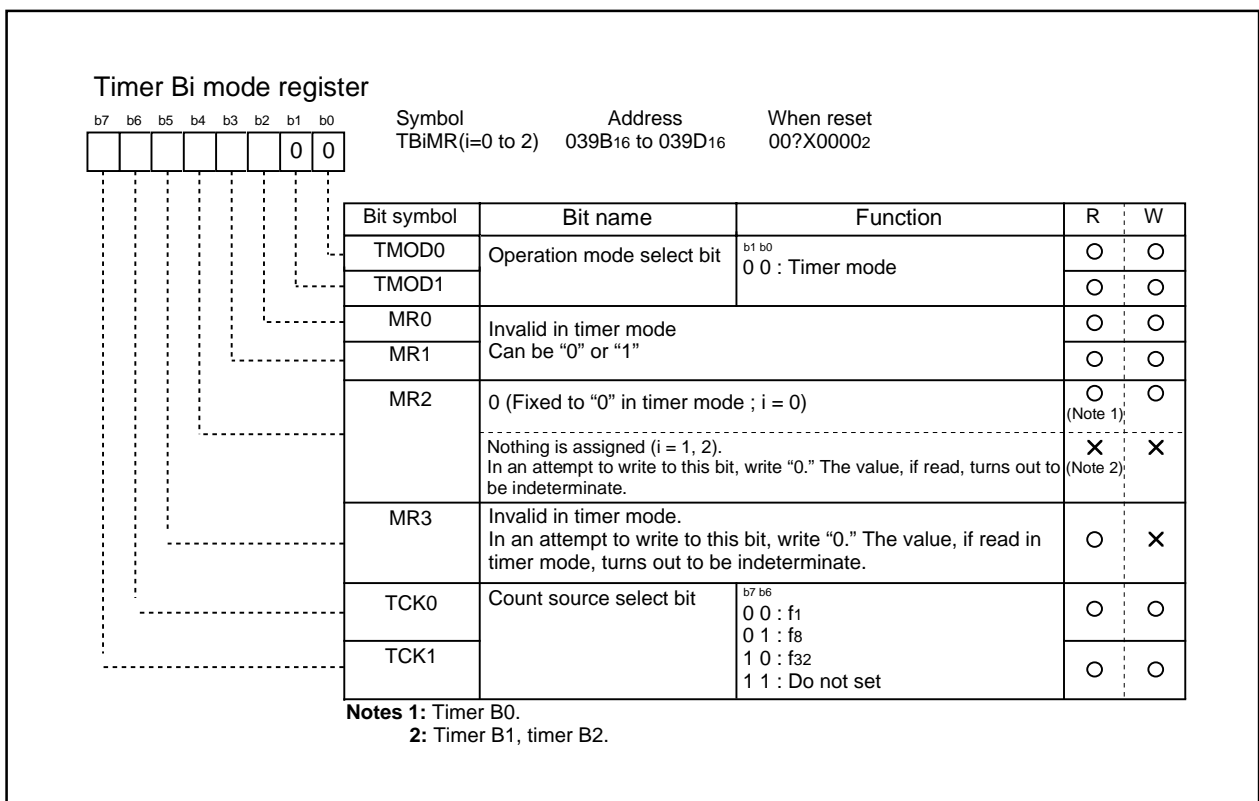 Timer Bi mode register
b7 b6 b5 b4 b3 b2 b1 b0
0 0
Symbol Address When reset
TBiMR(i=0 to 2) 039B16 to 039D16 00?X00002
Bit symbol Bit name Function R W
TMOD0 Operation mode select bit b1 b0
0 0 : Timer mode
TMOD1
MR0 Invalid in timer mode
Can be “0” or “1”
MR1
MR2 0 (Fixed to “0” in timer mode ; i = 0)
(Note 1)
Nothing is assigned (i = 1, 2).
In an attempt to write to this bit, write “0.” The value, if read, turns out to (Note 2)
be indeterminate.
MR3 Invalid in timer mode.
In an attempt to write to this bit, write “0.” The value, if read in
timer mode, turns out to be indeterminate.
TCK0 Count source select bit b7 b6
0 0 : f1
0 1 : f8
TCK1 1 0 : f32
1 1 : Do not set
Notes 1: Timer B0.
2: Timer B1, timer B2.